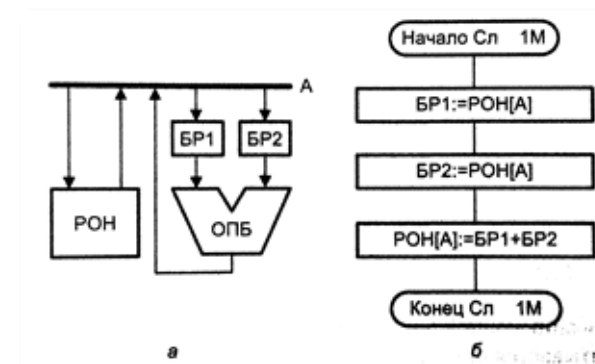 А
БР1
БР2
РОН
ОПБ
а
Начало Сл 1М
БР1:=РОН[А]
БР2:=РОН[А]
РОН[А]:=БР1+БР2
Конец Сл 1М
б